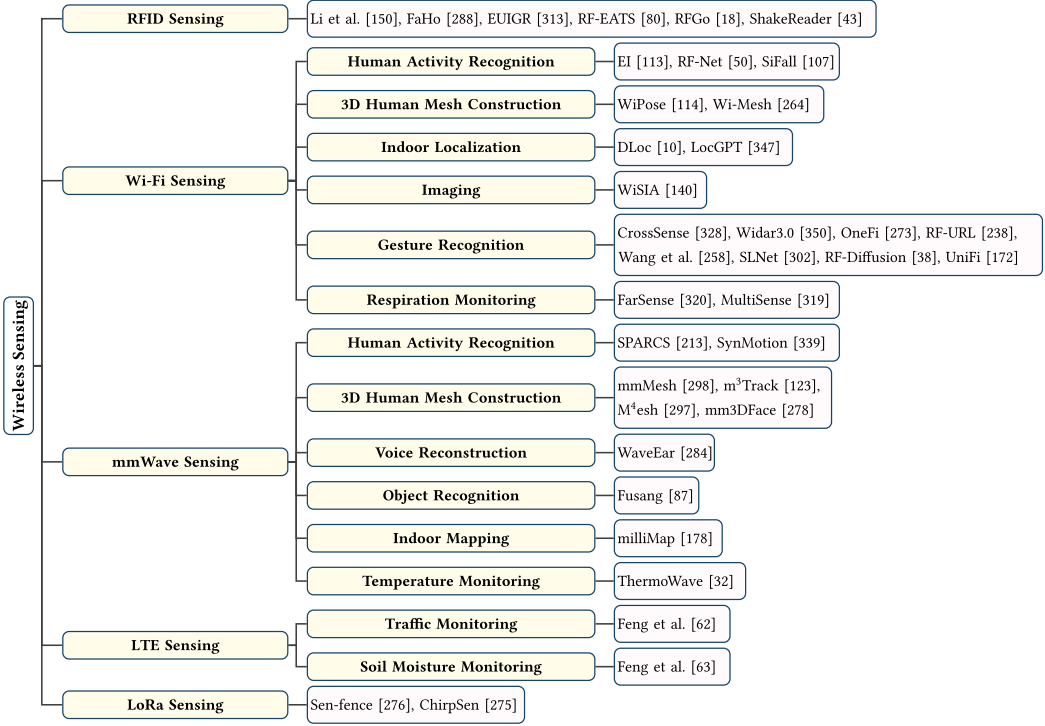 Wireless Sensing
RFID Sensing
Li et al. [150], FaHo [288], EUIGR [313], RF-EATS [80], RFGo [18], ShakeReader [43]
Wi-Fi Sensing
Human Activity Recognition
EI [113], RF-Net [50], SiFall [107]
3D Human Mesh Construction
WiPose [114], Wi-Mesh [264]
Indoor Localization
DLoc [10], LocGPT [347]
Imaging
WiSIA [140]
Gesture Recognition
CrossSense [328], Widar3.0 [350], OneFi [273], RF-URL [238],
Wang et al. [258], SLNet [302], RF-Diffusion [38], UniFi [172]
Respiration Monitoring
FarSense [320], MultiSense [319]
mmWave Sensing
Human Activity Recognition
SPARCS [213], SynMotion [339]
3D Human Mesh Construction
mmMesh [298], m³Track [123],
M⁴esh [297], mm3DFace [278]
Voice Reconstruction
WaveEar [284]
Object Recognition
Fusang [87]
Indoor Mapping
milliMap [178]
Temperature Monitoring
ThermoWave [32]
LTE Sensing
Traffic Monitoring
Feng et al. [62]
Soil Moisture Monitoring
Feng et al. [63]
LoRa Sensing
Sen-fence [276], ChirpSen [275]